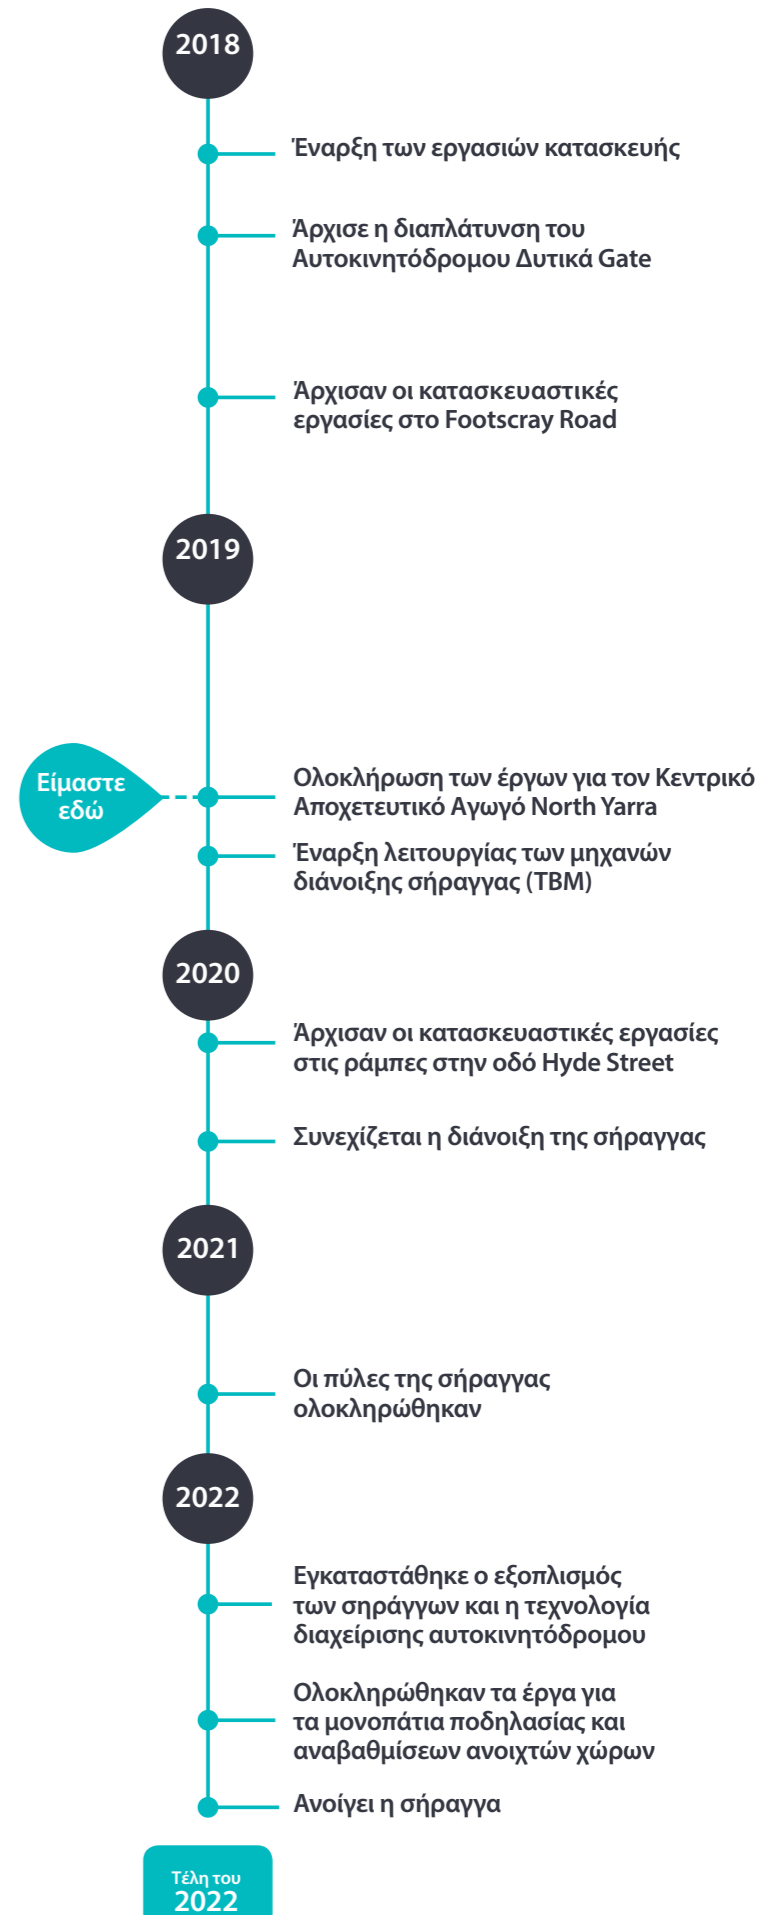 2018
Έναρξη των εργασιών κατασκευής
Άρχισε η διαπλάτυνση του
Αυτοκινητόδρομου Δυτικά Gate
Άρχισαν οι κατασκευαστικές
εργασίες στο Footscray Road
2019
Είμαστε
εδώ
Ολοκλήρωση των έργων για τον Κεντρικό
Αποχετευτικό Αγωγό North Yarra
Έναρξη λειτουργίας των μηχανών
διάνοιξης σήραγγας (TBM)
2020
Άρχισαν οι κατασκευαστικές εργασίες
στις ράμπες στην οδό Hyde Street
Συνεχίζεται η διάνοιξη της σήραγγας
2021
Οι πύλες της σήραγγας
ολοκληρώθηκαν
2022
Εγκαταστάθηκε ο εξοπλισμός
των σηράγγων και η τεχνολογία
διαχείρισης αυτοκινητόδρομου
Ολοκληρώθηκαν τα έργα για
τα μονοπάτια ποδηλασίας και
αναβαθμίσεων ανοιχτών χώρων
Ανοίγει η σήραγγα
Τέλη του
2022